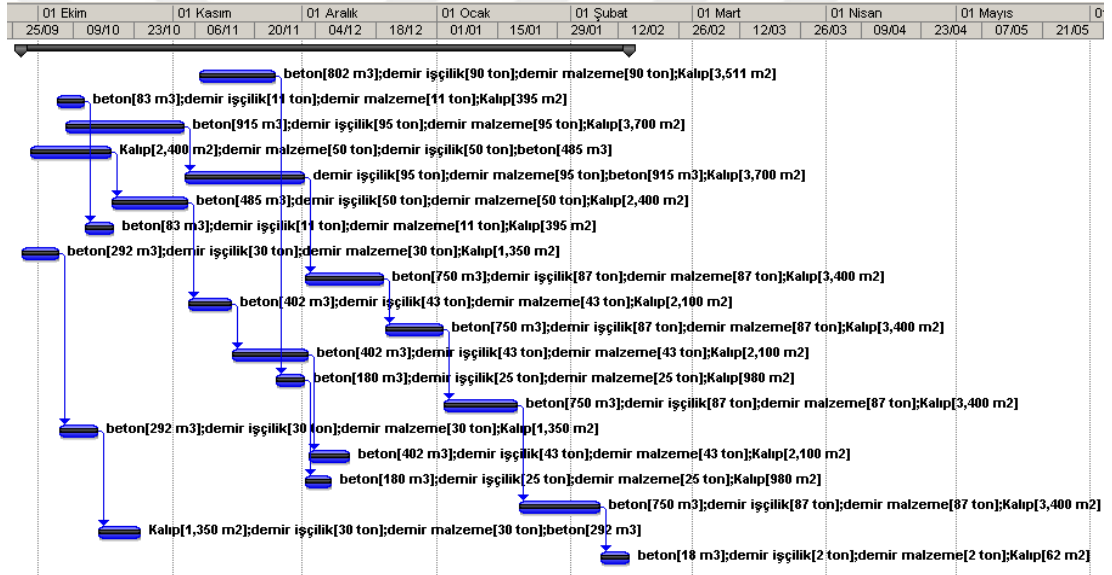 01 Ekim 01 Kasım 01 Aralık 01 Ocak 01 Şubat 01 Mart 01 Nisan 01 Mayıs 0
25/09 09/10 23/10 06/11 20/11 04/12 18/12 01/01 15/01 29/01 12/02 26/02 12/03 26/03 09/04 23/04 07/05 21/05
beton[802 m3];demir işçilik[90 ton];demir malzeme[90 ton];Kalıp[3,511 m2]
beton[83 m3];demir işçilik[11 ton];demir malzeme[11 ton];Kalıp[395 m2]
beton[915 m3];demir işçilik[95 ton];demir malzeme[95 ton];Kalıp[3,700 m2]
Kalıp[2,400 m2];demir malzeme[50 ton];demir işçilik[50 ton];beton[485 m3]
demir işçilik[95 ton];demir malzeme[95 ton];beton[915 m3];Kalıp[3,700 m2]
beton[485 m3];demir işçilik[50 ton];demir malzeme[50 ton];Kalıp[2,400 m2]
beton[83 m3];demir işçilik[11 ton];demir malzeme[11 ton];Kalıp[395 m2]
beton[292 m3];demir işçilik[30 ton];demir malzeme[30 ton];Kalıp[1,350 m2]
beton[750 m3];demir işçilik[87 ton];demir malzeme[87 ton];Kalıp[3,400 m2]
beton[402 m3];demir işçilik[43 ton];demir malzeme[43 ton];Kalıp[2,100 m2]
beton[750 m3];demir işçilik[87 ton];demir malzeme[87 ton];Kalıp[3,400 m2]
beton[402 m3];demir işçilik[43 ton];demir malzeme[43 ton];Kalıp[2,100 m2]
beton[180 m3];demir işçilik[25 ton];demir malzeme[25 ton];Kalıp[980 m2]
beton[750 m3];demir işçilik[87 ton];demir malzeme[87 ton];Kalıp[3,400 m2]
beton[292 m3];demir işçilik[30 ton];demir malzeme[30 ton];Kalıp[1,350 m2]
beton[402 m3];demir işçilik[43 ton];demir malzeme[43 ton];Kalıp[2,100 m2]
beton[180 m3];demir işçilik[25 ton];demir malzeme[25 ton];Kalıp[980 m2]
beton[750 m3];demir işçilik[87 ton];demir malzeme[87 ton];Kalıp[3,400 m2]
Kalıp[1,350 m2];demir işçilik[30 ton];demir malzeme[30 ton];beton[292 m3]
beton[18 m3];demir işçilik[2 ton];demir malzeme[2 ton];Kalıp[62 m2]